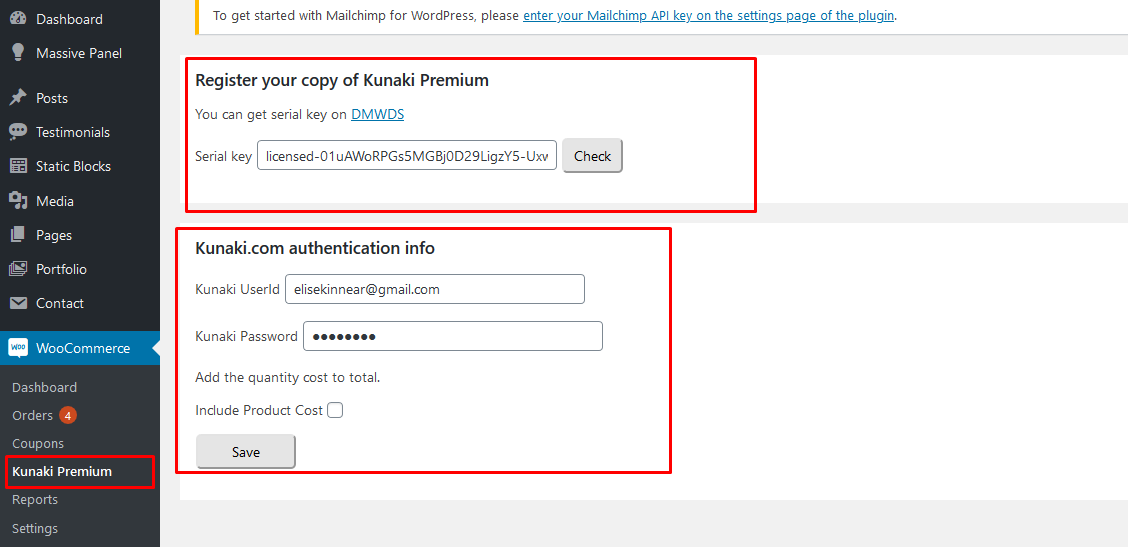 Dashboard
Massive Panel
Posts
Testimonials
Static Blocks
Media
Pages
Portfolio
Contact
woo WooCommerce
Dashboard
Orders 4
Coupons
Kunaki Premium
Reports
Settings
To get started with Mailchimp for WordPress, please enter your Mailchimp API key on the settings page of the plugin.
Register your copy of Kunaki Premium
You can get serial key on DMWDS
Serial key licensed-01uAWoRPGs5MGBj0D29LigzY5-Uxw Check
Kunaki.com authentication info
Kunaki UserId elisekinnear@gmail.com
Kunaki Password ●●●●●●●●
Add the quantity cost to total.
Include Product Cost
Save